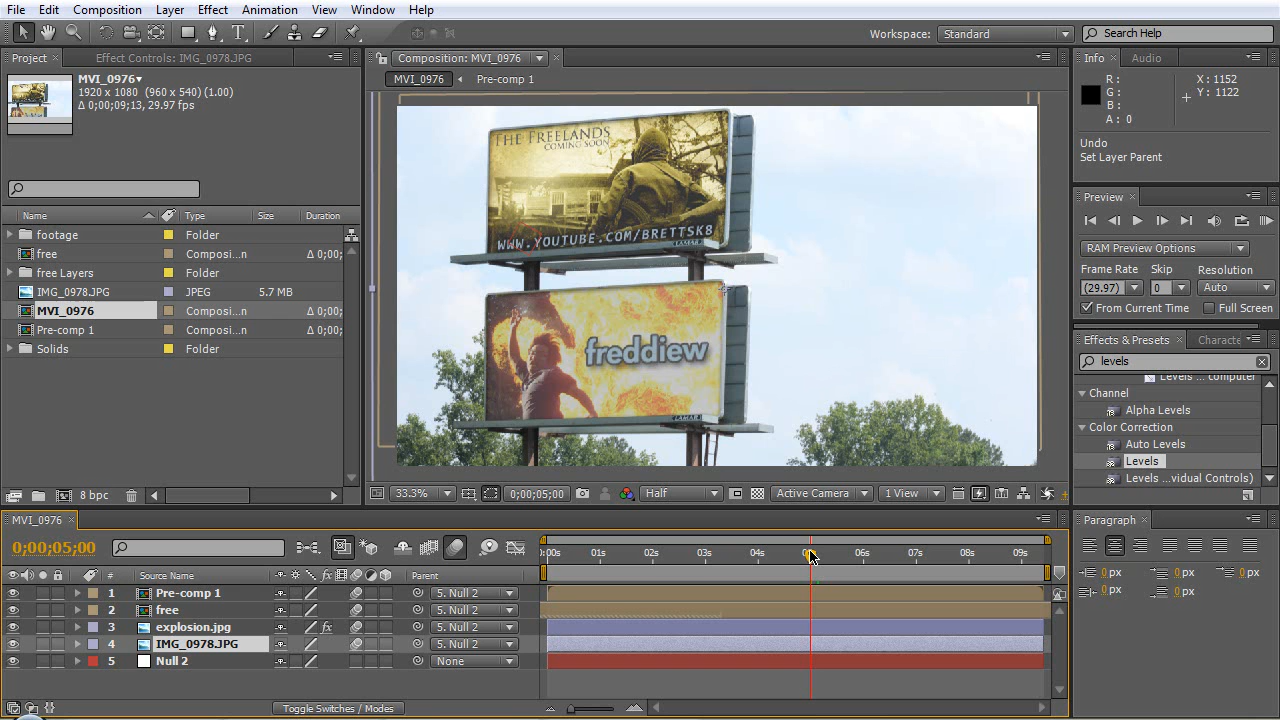 File Edit Composition Layer Effect Animation View Window Help
Workspace: Standard Search Help
Project Effect Controls: IMG_0978.JPG
MVI_0976
1920 x 1080 (960 x 540) (1.00)
Δ 0;00;09;13, 29.97 fps
Name Type Size Duration
footage Folder
free Composi...n Δ 0;00;
free Layers Folder
IMG_0978.JPG JPEG 5.7 MB
MVI_0976 Composi...n Δ 0;00;
Pre-comp 1 Composi...n Δ 0;00;
Solids Folder
8 bpc
Composition: MVI_0976
MVI_0976 Pre-comp 1
THE FREELANDS
COMING SOON
WWW.YOUTUBE.COM/BRETTSK8
LAMAR
freddiew
LAMAR
33.3% 0;00;05;00 Half Active Camera 1 View
Info Audio
R : X : 1152
G : Y : 1122
B :
A : 0
Undo
Set Layer Parent
Preview
RAM Preview Options
Frame Rate Skip Resolution
(29.97) 0 Auto
From Current Time Full Screen
Effects & Presets Characte
levels
Levels ... computer
Channel
Alpha Levels
Color Correction
Auto Levels
Levels
Levels ...vidual Controls)
MVI_0976
0;00;05;00
:00s 01s 02s 03s 04s 06s 07s 08s 09s
# Source Name Parent
1 Pre-comp 1 5. Null 2
2 free 5. Null 2
3 explosion.jpg fx 5. Null 2
4 IMG_0978.JPG 5. Null 2
5 Null 2 None
Toggle Switches / Modes
Paragraph
0 px 0 px 0 px
0 px 0 px